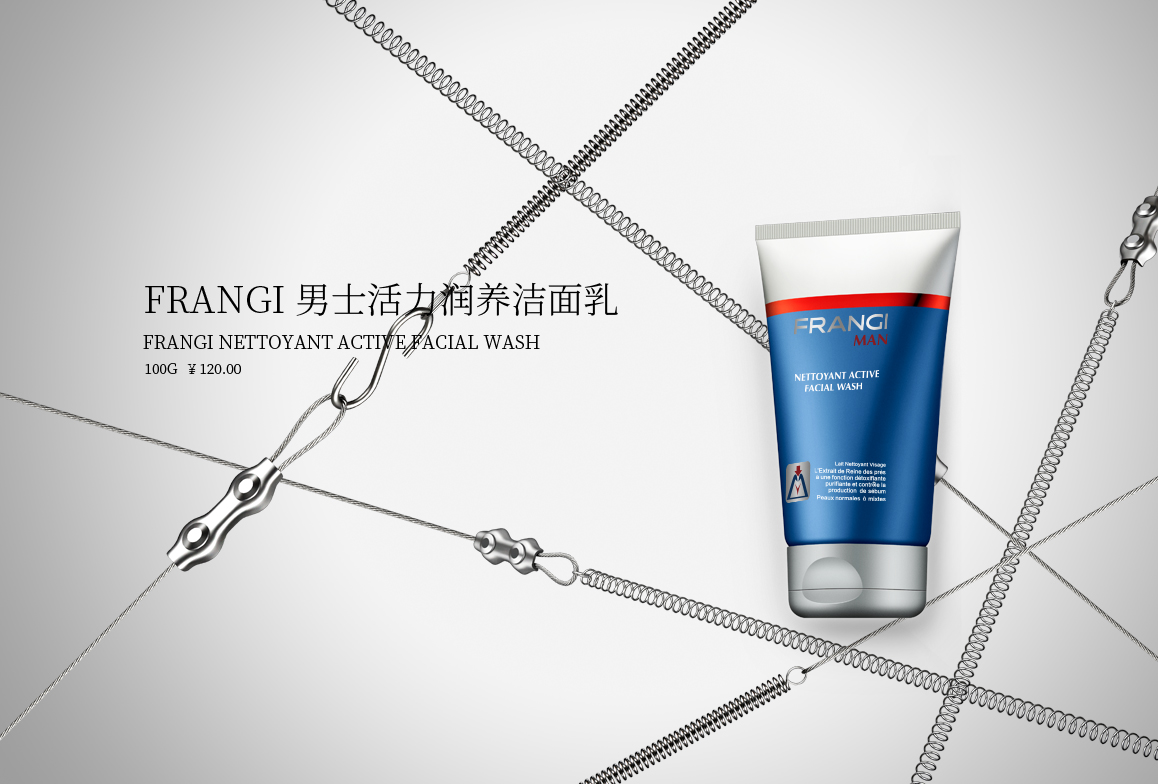 FRANGI 男士活力润养洁面乳
FRANGI NETTOYANT ACTIVE FACIAL WASH
100G ¥ 120.00
FRANGI
MAN
NETTOYANT ACTIVE
FACIAL WASH
Lait Nettoyant Visage
L'Extrait de Reine des prés
a une fonction détoxifiante
purifiante et contrôle la
production de sébum
Peaux normales ô mixtes